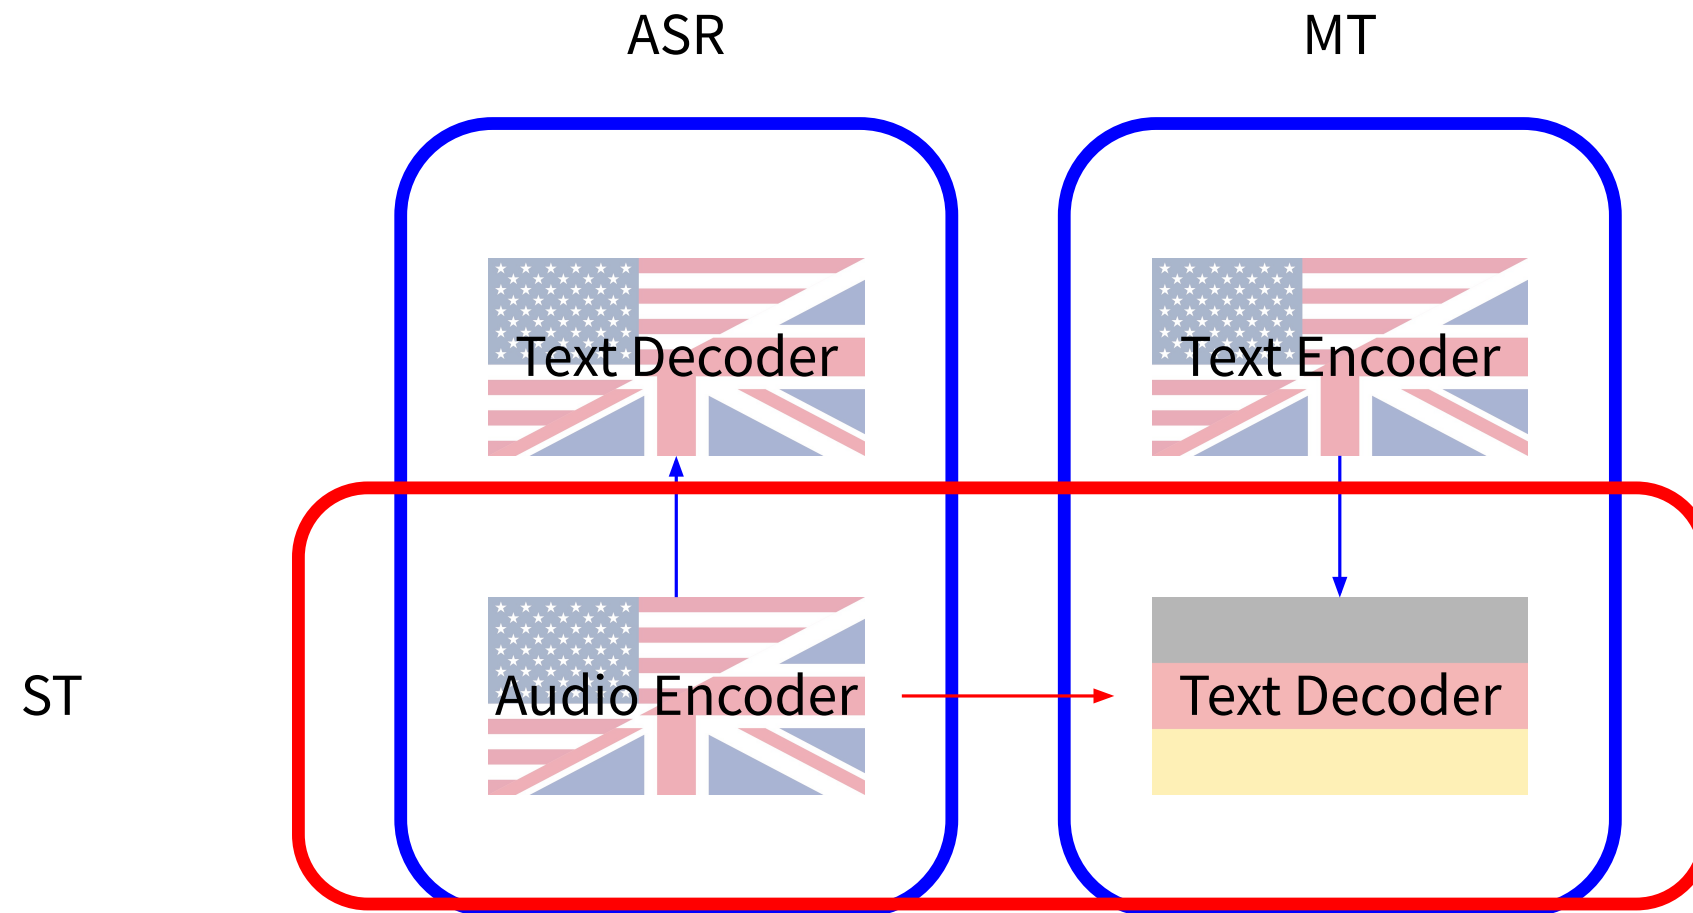 ASR
MT
Text Decoder
Text Encoder
ST
Audio Encoder
Text Decoder